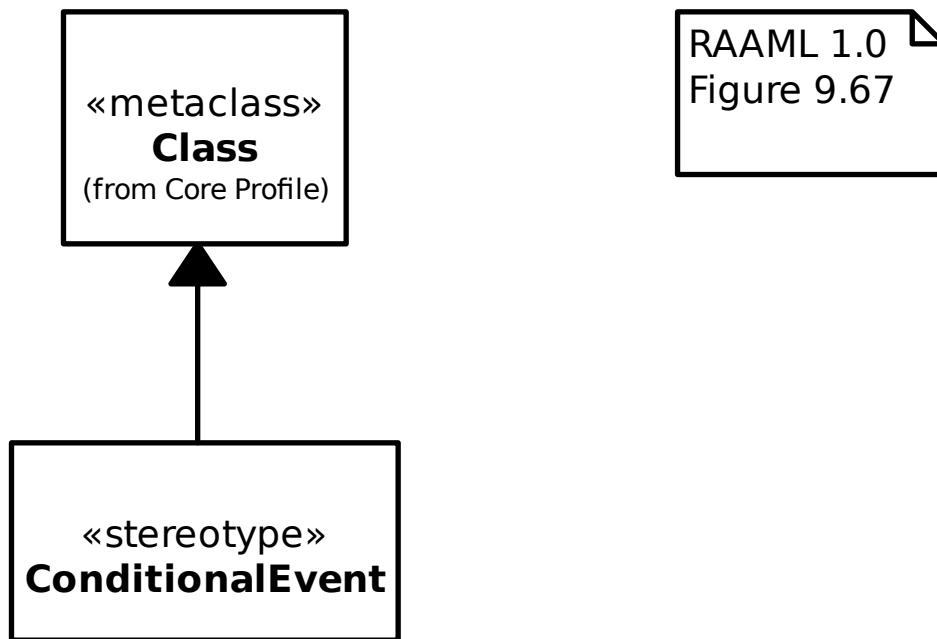 «metaclass»
Class
(from Core Profile)
RAAML 1.0
Figure 9.67
«stereotype»
ConditionalEvent